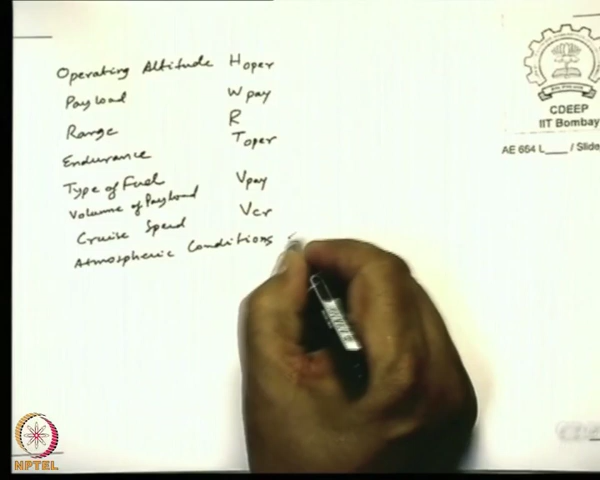 Operating Altitude Hoper
Payload Wpay
Range R
Endurance Toper
Type of Fuel
Volume of Payload Vpay
Cruise Speed Vcr
Atmospheric Conditions
CDEEP
IIT Bombay
AE 664 L___ / Slide
NPTEL